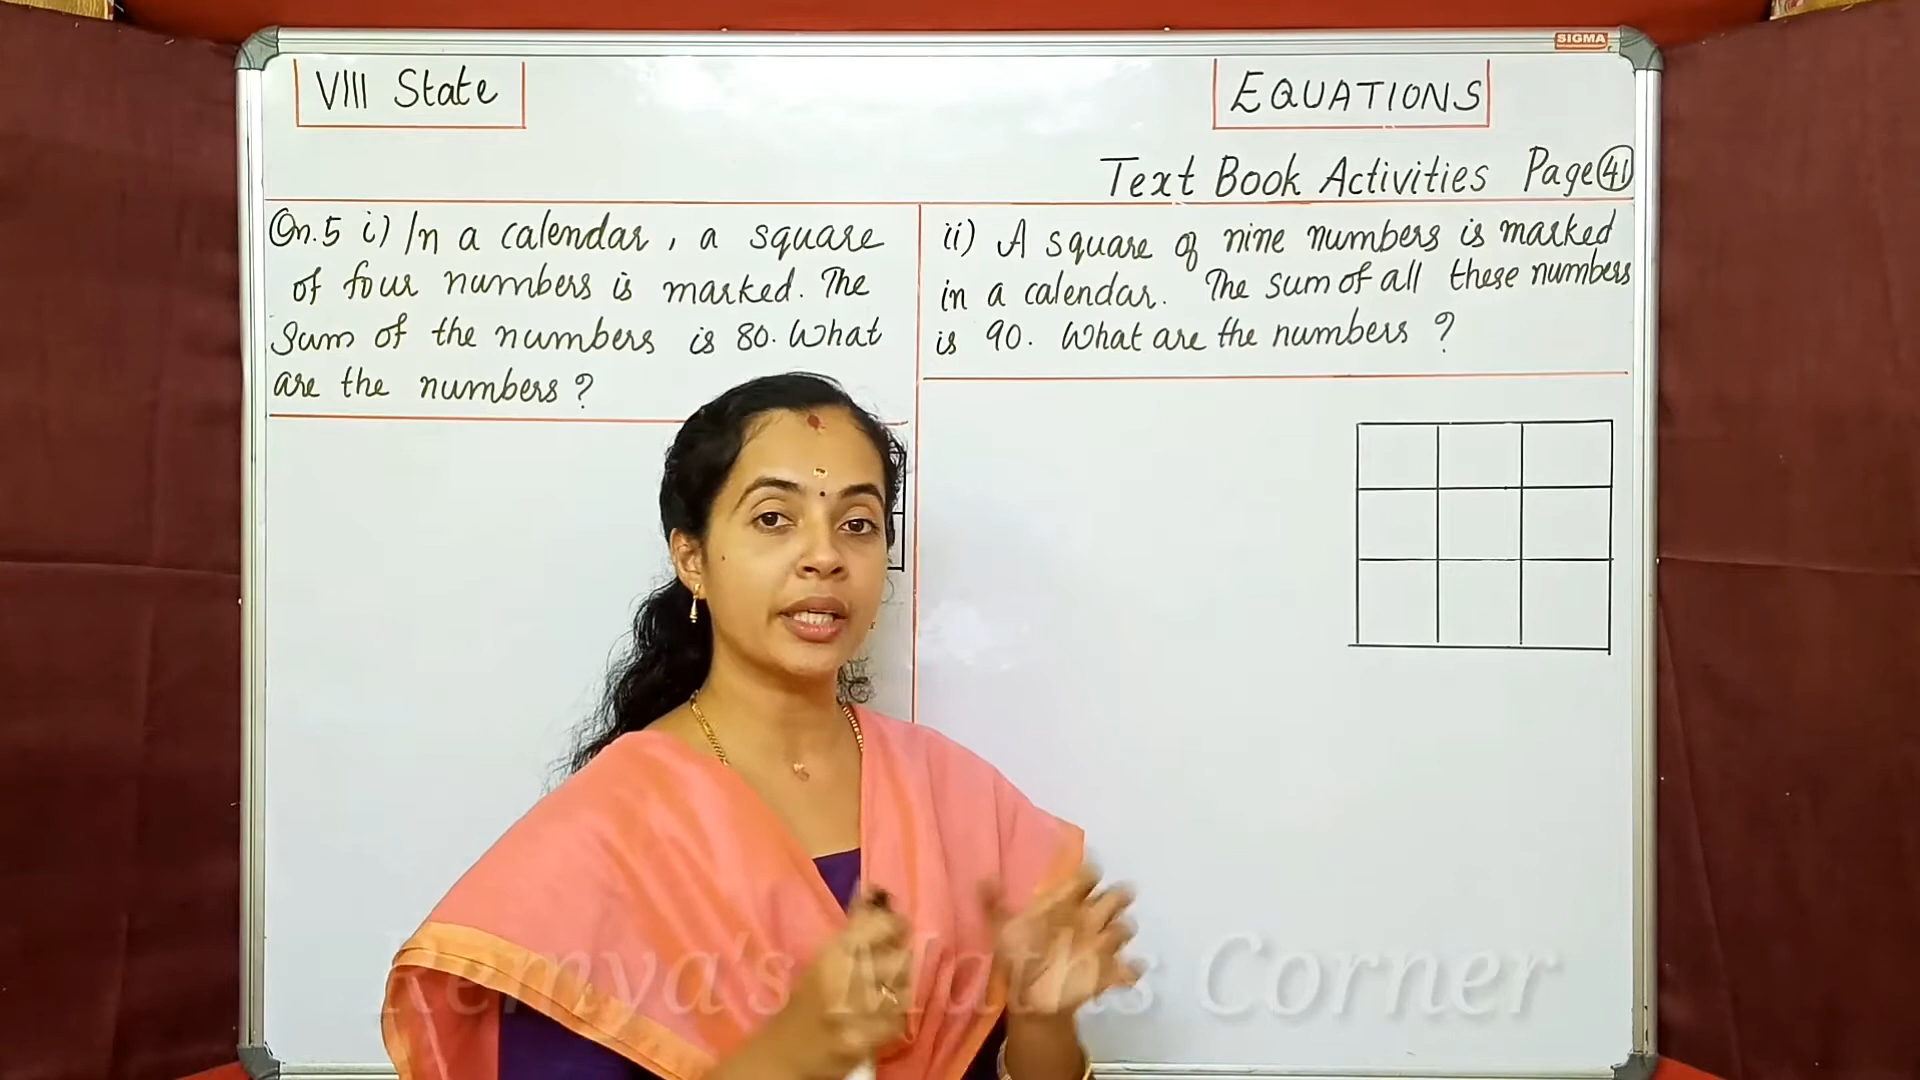 SIGMA
VIII State
EQUATIONS
Text Book Activities Page 41
Qn.5 i) In a calendar, a square
of four numbers is marked. The
Sum of the numbers is 80. What
are the numbers?
ii) A square of nine numbers is marked
in a calendar. The sum of all these numbers
is 90. What are the numbers?
Remya's Maths Corner